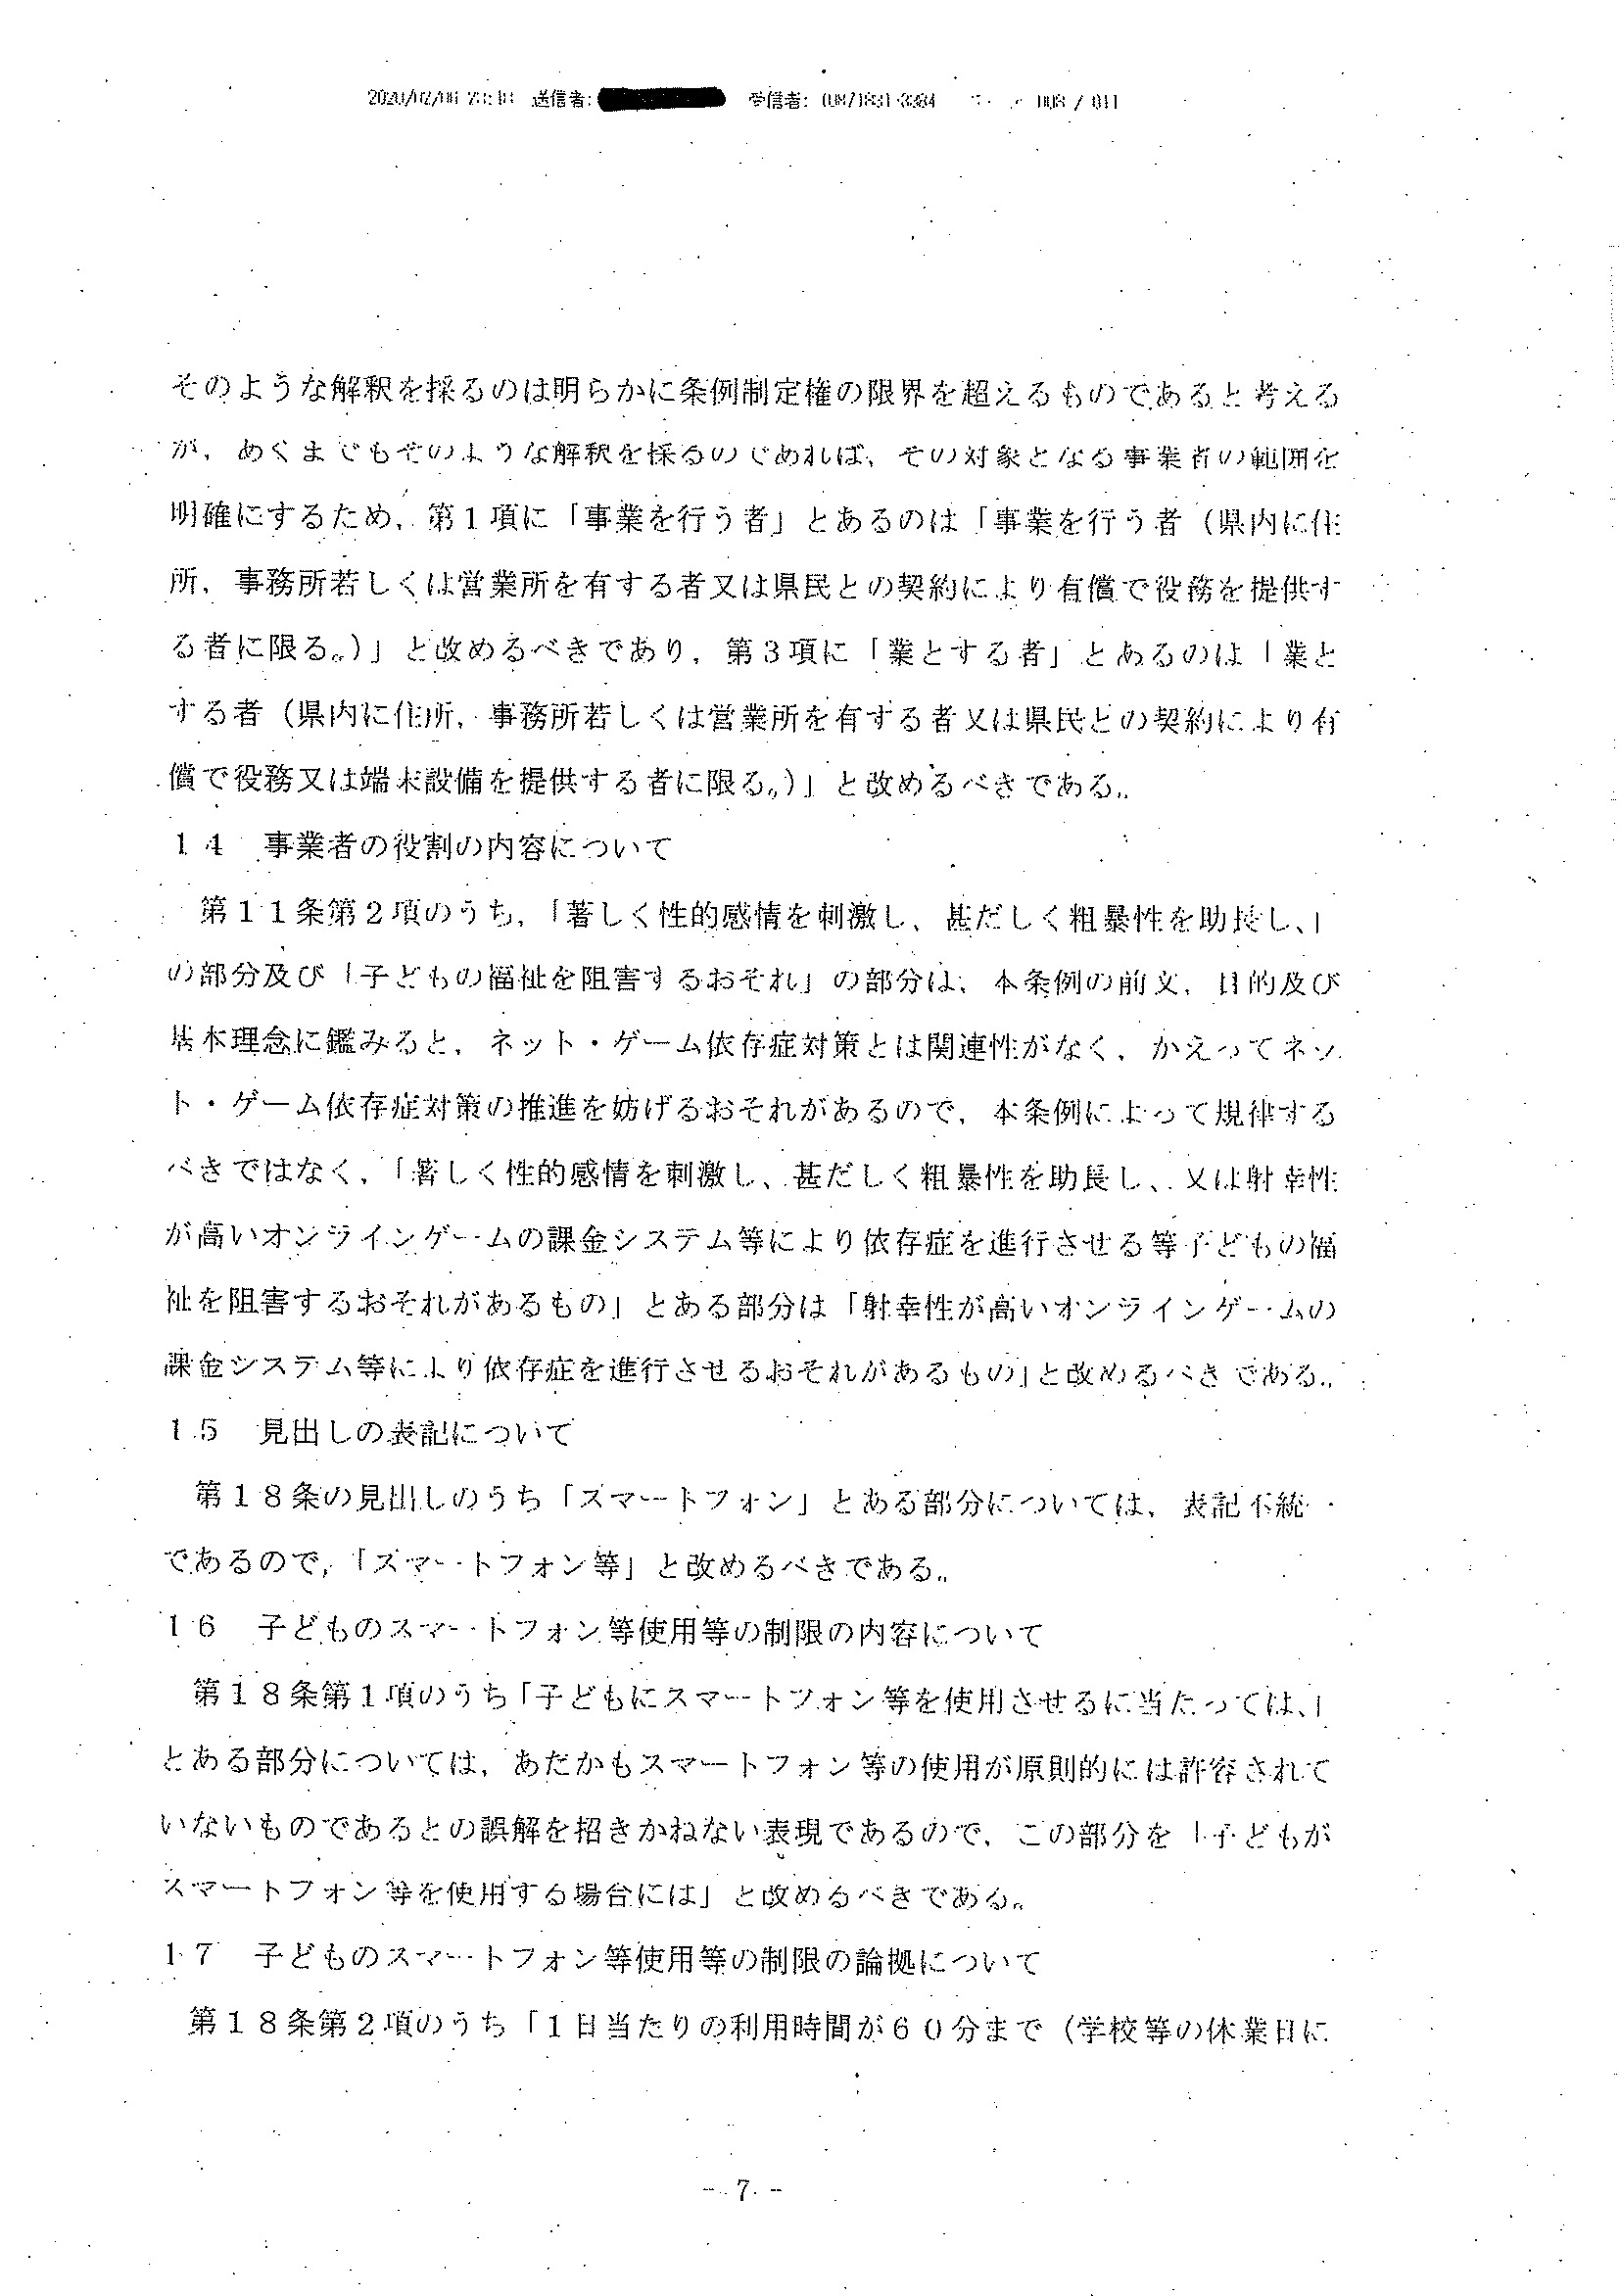 送信者: 受信者: 008 / 011
そのような解釈を採るのは明らかに条例制定権の限界を超えるものであると考える
が，あくまでもそのような解釈を採るのであれば，その対象となる事業者の範囲を
明確にするため，第１項に「事業を行う者」とあるのは「事業を行う者（県内に住
所，事務所若しくは営業所を有する者又は県民との契約により有償で役務を提供す
る者に限る。）」と改めるべきであり，第３項に「業とする者」とあるのは「業と
する者（県内に住所，事務所若しくは営業所を有する者又は県民との契約により有
償で役務又は端末設備を提供する者に限る。）」と改めるべきである。
１４　事業者の役割の内容について
　第１１条第２項のうち，「著しく性的感情を刺激し、甚だしく粗暴性を助長し、」
の部分及び「子どもの福祉を阻害するおそれ」の部分は，本条例の前文，目的及び
基本理念に鑑みると，ネット・ゲーム依存症対策とは関連性がなく，かえってネッ
ト・ゲーム依存症対策の推進を妨げるおそれがあるので，本条例によって規律する
べきではなく，「著しく性的感情を刺激し、甚だしく粗暴性を助長し、又は射幸性
が高いオンラインゲームの課金システム等により依存症を進行させる等子どもの福
祉を阻害するおそれがあるもの」とある部分は「射幸性が高いオンラインゲームの
課金システム等により依存症を進行させるおそれがあるもの」と改めるべきである。
１５　見出しの表記について
　第１８条の見出しのうち「スマートフォン」とある部分については，表記不統一
であるので，「スマートフォン等」と改めるべきである。
１６　子どものスマートフォン等使用等の制限の内容について
　第１８条第１項のうち「子どもにスマートフォン等を使用させるに当たっては、」
とある部分については，あたかもスマートフォン等の使用が原則的には許容されて
いないものであるとの誤解を招きかねない表現であるので，この部分を「子どもが
スマートフォン等を使用する場合には」と改めるべきである。
１７　子どものスマートフォン等使用等の制限の論拠について
　第１８条第２項のうち「１日当たりの利用時間が６０分まで（学校等の休業日に
- 7 -